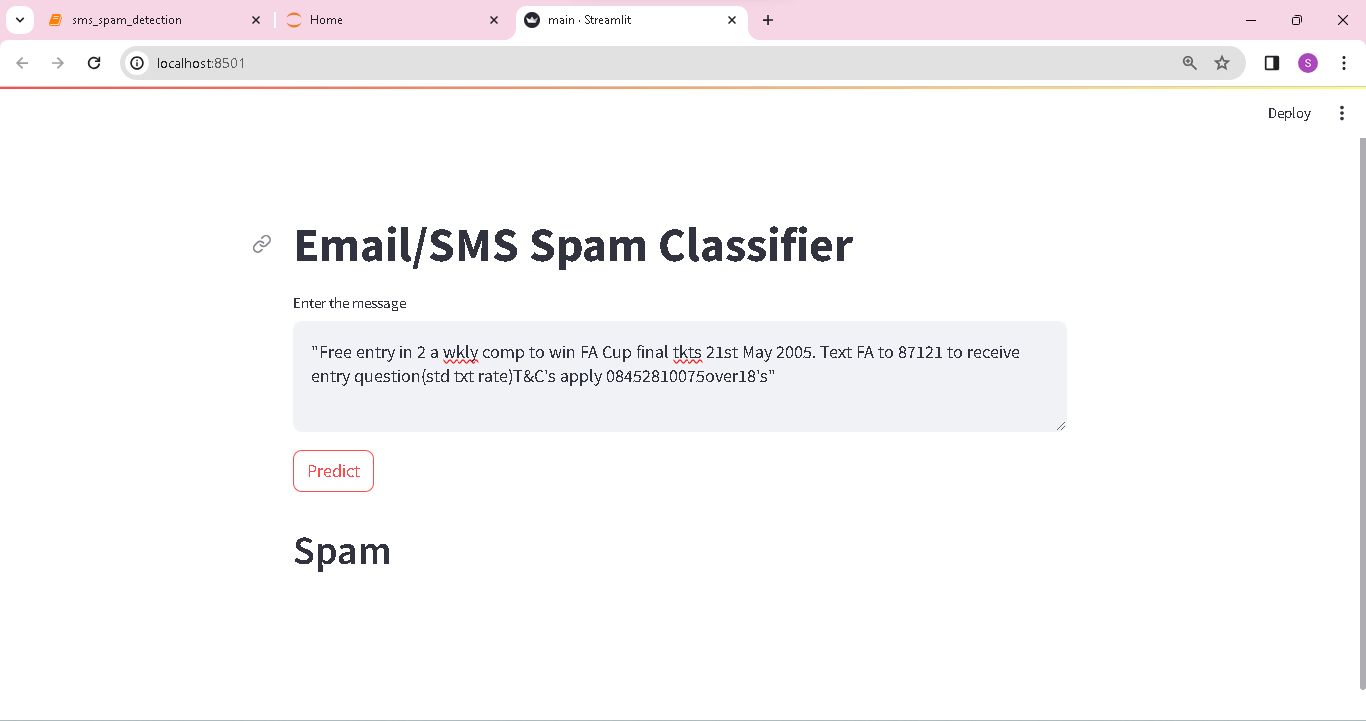 sms_spam_detection
Home
main · Streamlit
localhost:8501
S
Deploy
Email/SMS Spam Classifier
Enter the message
"Free entry in 2 a wkly comp to win FA Cup final tkts 21st May 2005. Text FA to 87121 to receive
entry question(std txt rate)T&C's apply 08452810075over18's"
Predict
Spam